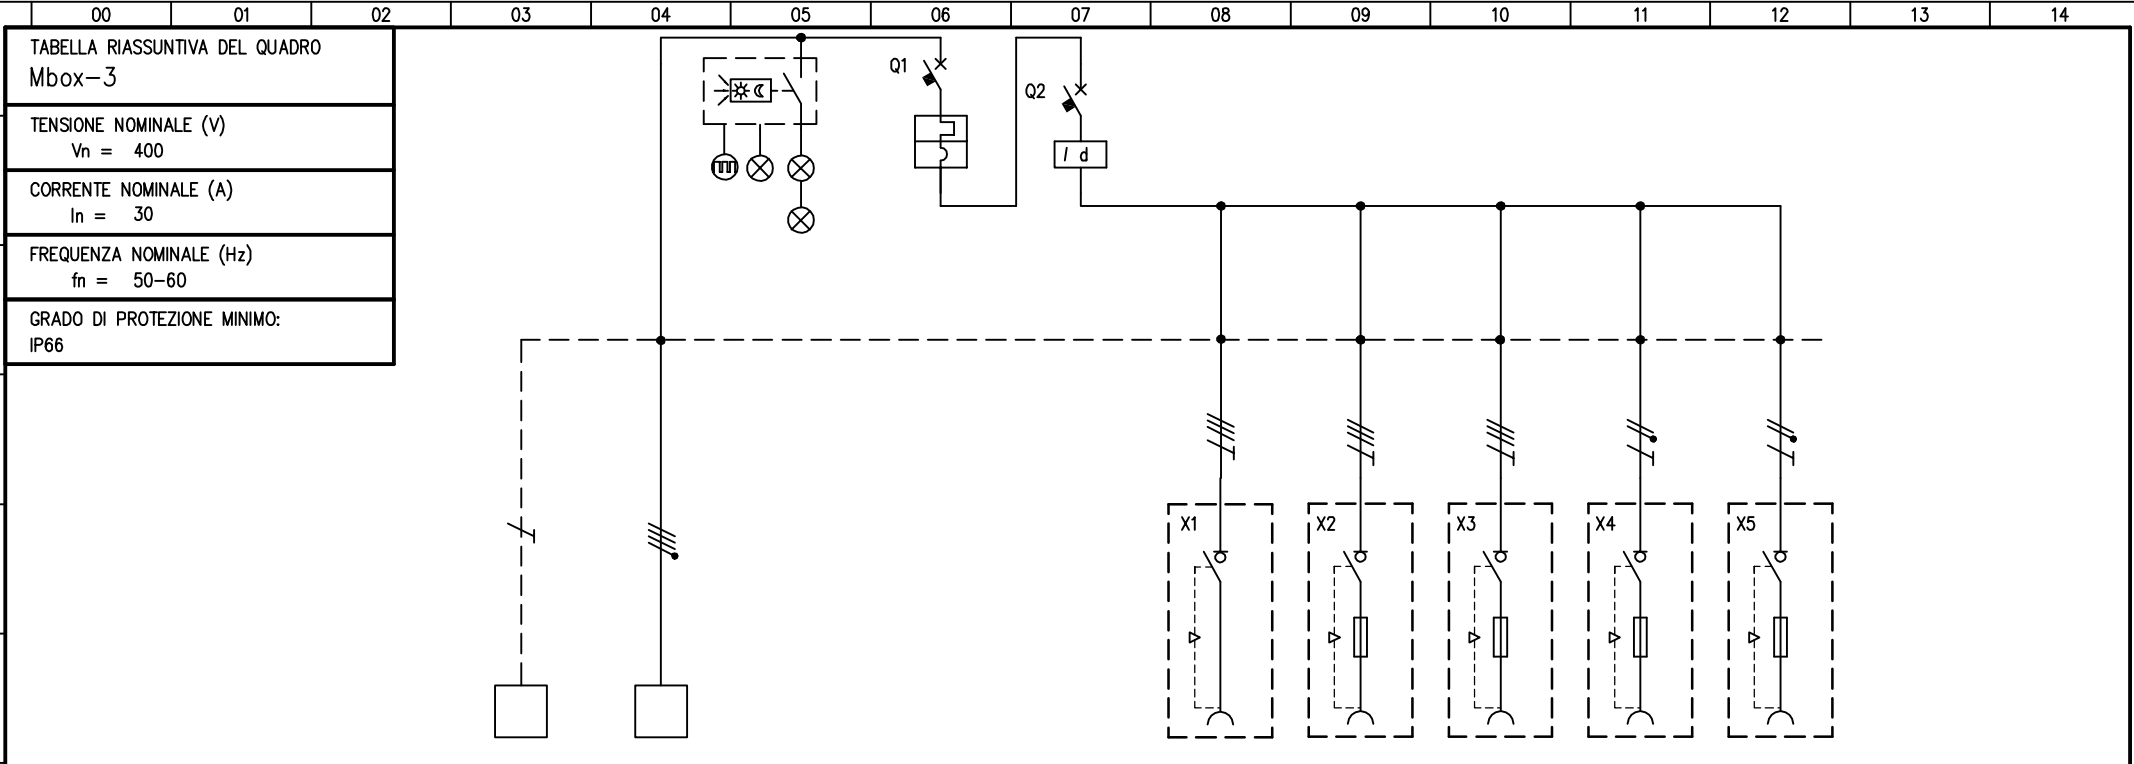 00 01 02 03 04 05 06 07 08 09 10 11 12 13 14
TABELLA RIASSUNTIVA DEL QUADRO
Mbox-3
TENSIONE NOMINALE (V)
Vn = 400
CORRENTE NOMINALE (A)
In = 30
FREQUENZA NOMINALE (Hz)
fn = 50-60
GRADO DI PROTEZIONE MINIMO:
IP66
Q1
Q2
I d
X1 X2 X3 X4 X5